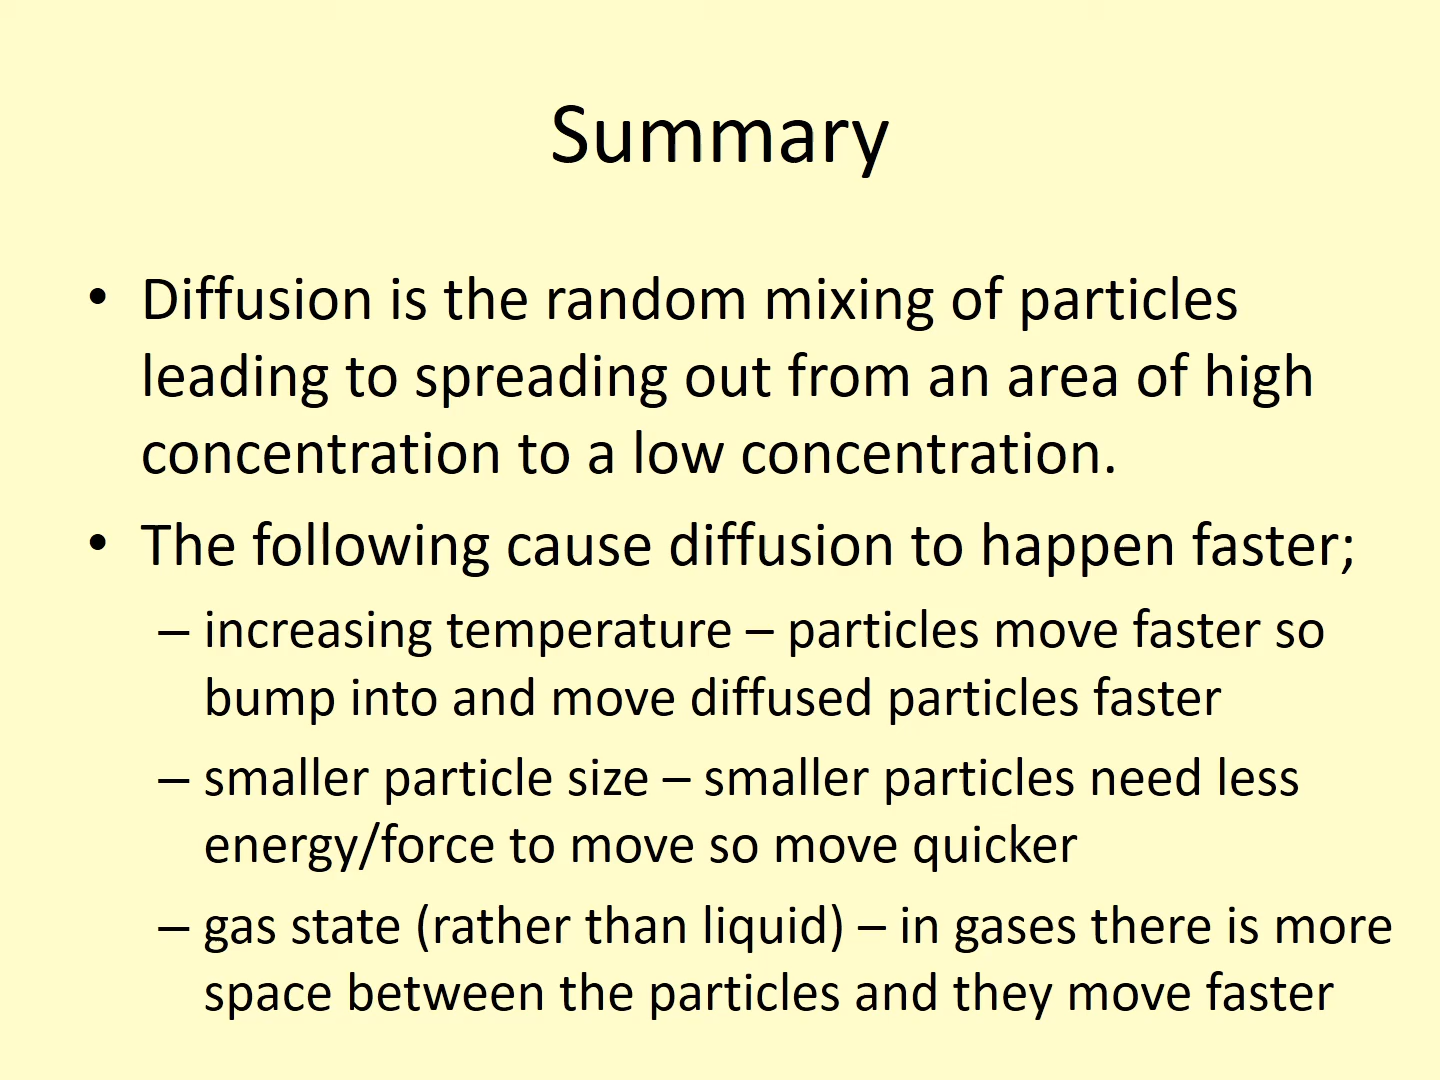 Summary
• Diffusion is the random mixing of particles
leading to spreading out from an area of high
concentration to a low concentration.
• The following cause diffusion to happen faster;
– increasing temperature – particles move faster so
bump into and move diffused particles faster
– smaller particle size – smaller particles need less
energy/force to move so move quicker
– gas state (rather than liquid) – in gases there is more
space between the particles and they move faster